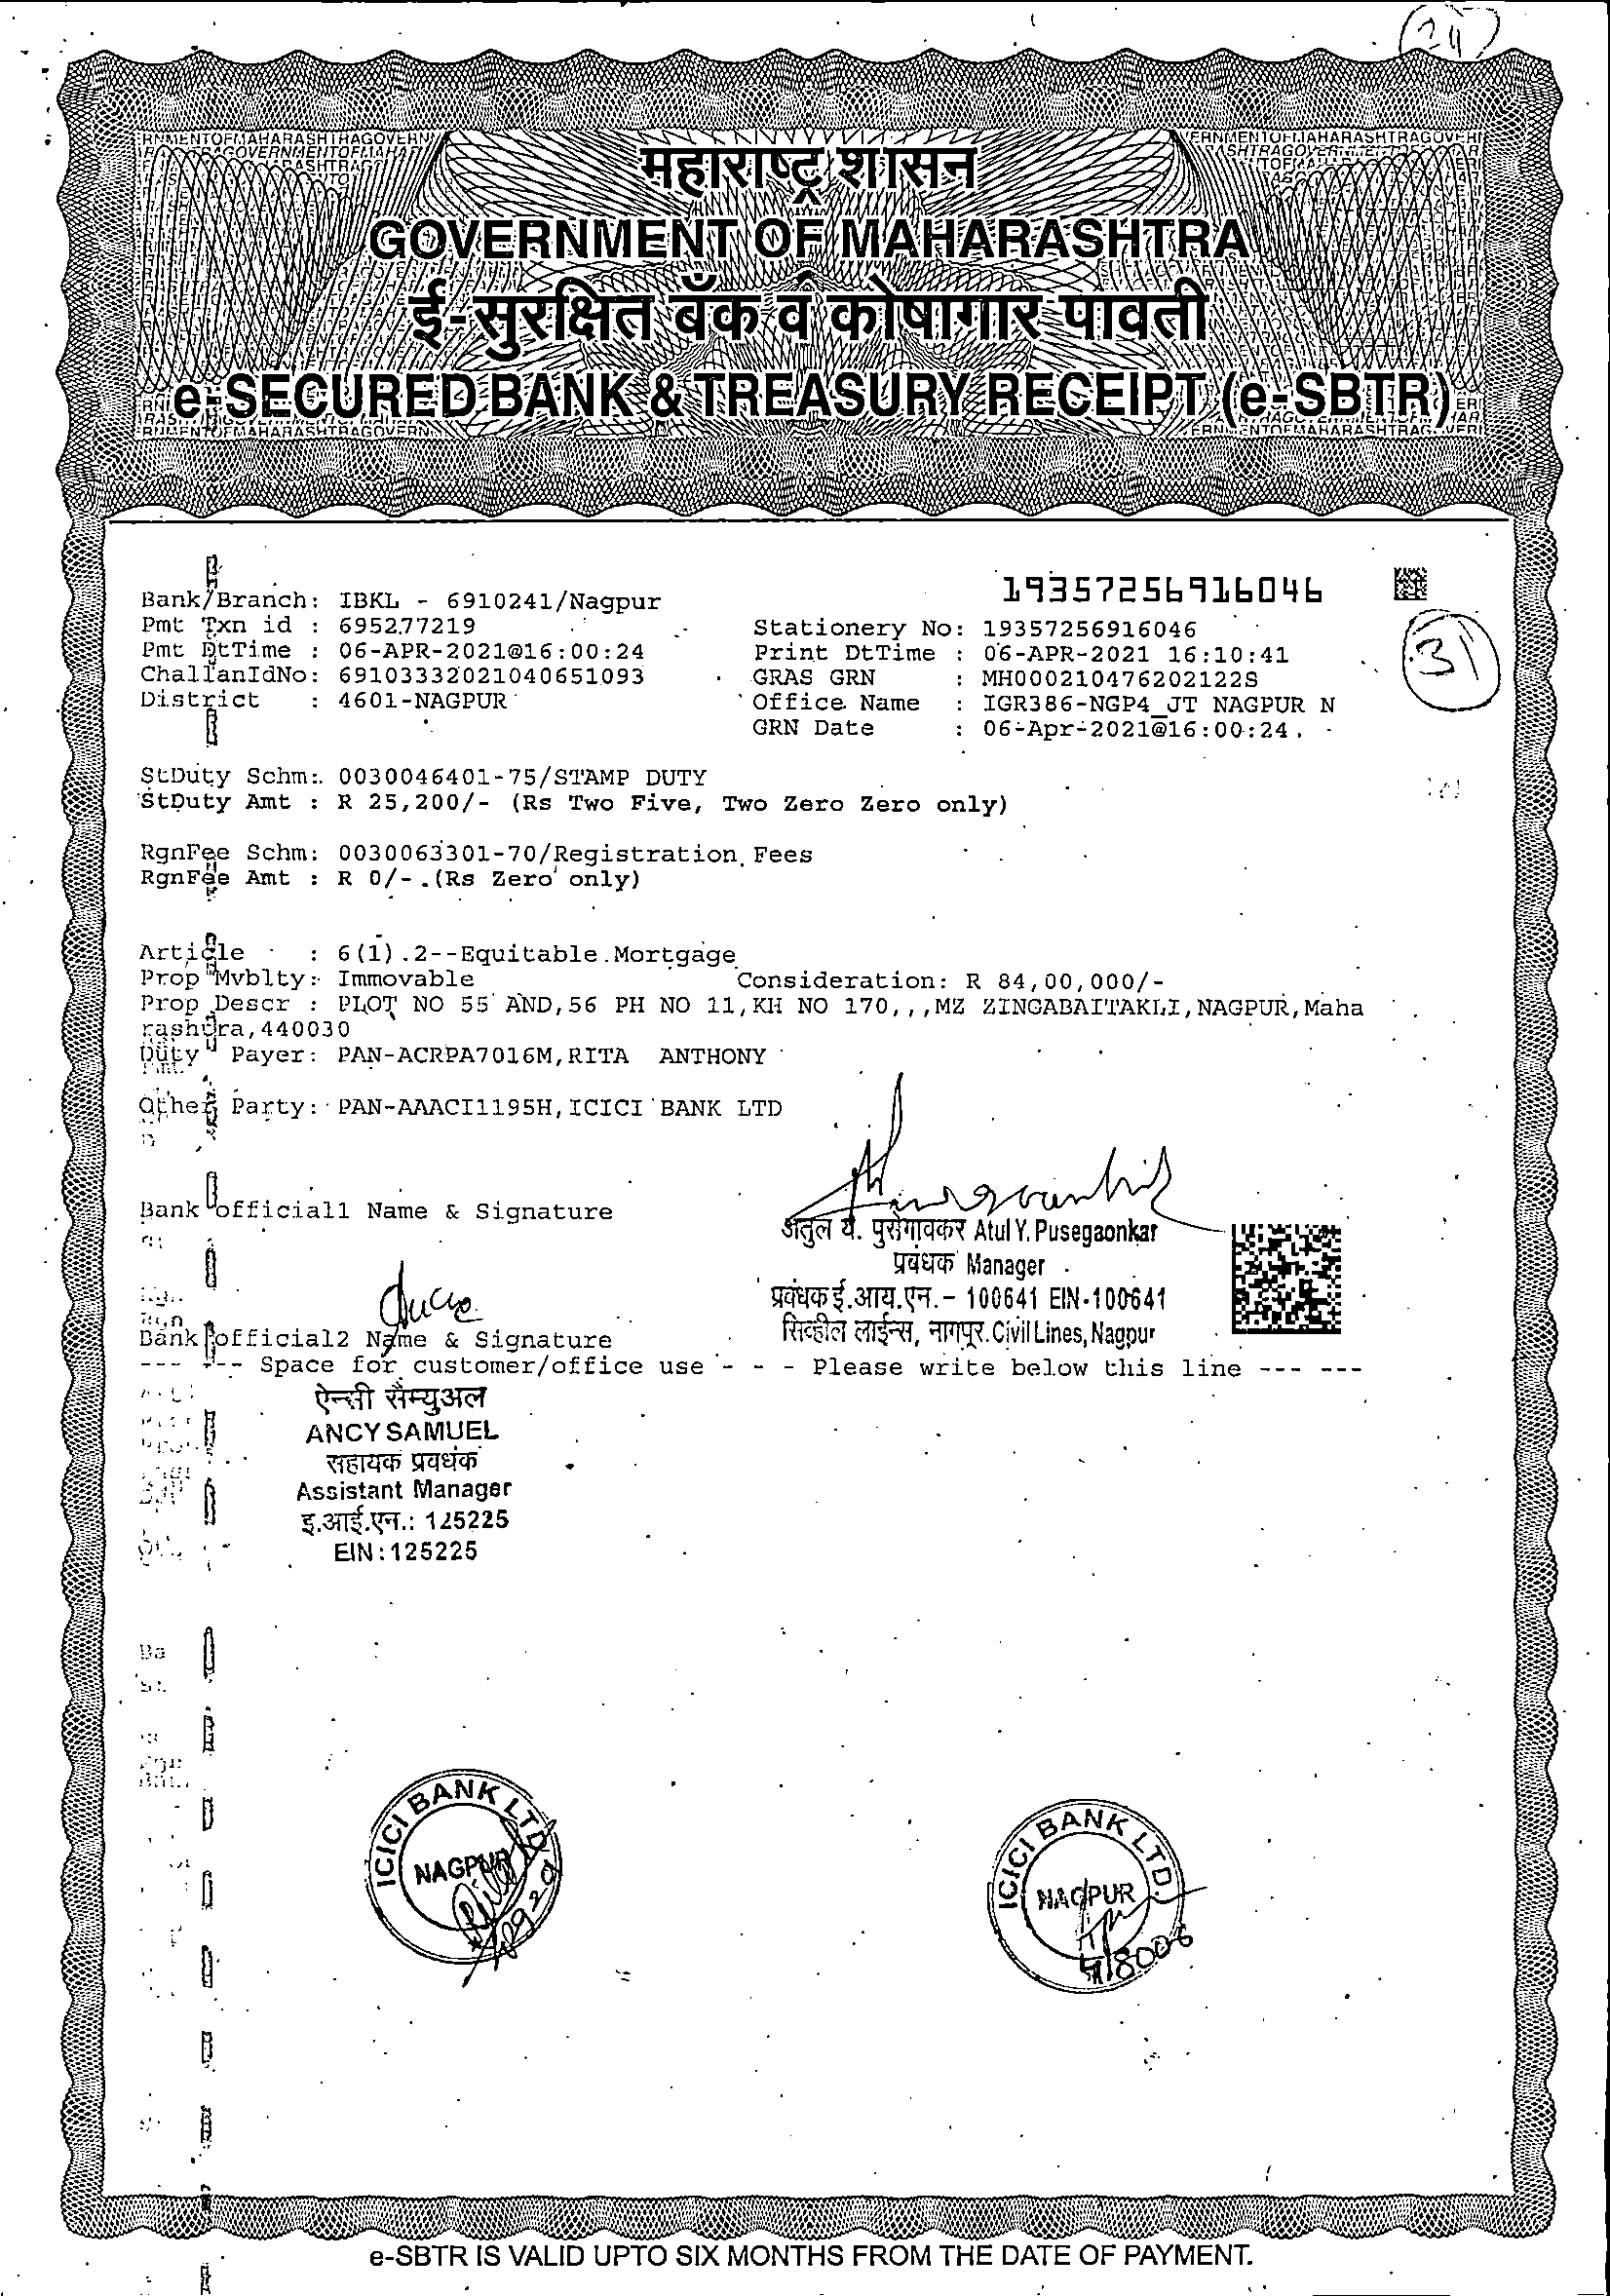 24
महाराष्ट्र शासन
GOVERNMENT OF MAHARASHTRA
ई-सुरक्षित बँक व कोषागार पावती
e-SECURED BANK & TREASURY RECEIPT (e-SBTR)
19357256916046
Bank/Branch: IBKL - 6910241/Nagpur
Pmt Txn id : 695277219 Stationery No: 19357256916046
Pmt DtTime : 06-APR-2021@16:00:24 Print DtTime : 06-APR-2021 16:10:41
ChallanIdNo: 69103332021040651093 GRAS GRN : MH000210476202122S
District : 4601-NAGPUR Office Name : IGR386-NGP4_JT NAGPUR N
GRN Date : 06-Apr-2021@16:00:24
31
StDuty Schm: 0030046401-75/STAMP DUTY
StDuty Amt : R 25,200/- (Rs Two Five, Two Zero Zero only)
RgnFee Schm: 0030063301-70/Registration Fees
RgnFee Amt : R 0/- (Rs Zero only)
Article : 6(1).2--Equitable Mortgage
Prop Mvblty: Immovable Consideration: R 84,00,000/-
Prop Descr : PLOT NO 55 AND,56 PH NO 11,KH NO 170,,,MZ ZINGABAITAKLI,NAGPUR,Maha
rashtra,440030
Duty Payer: PAN-ACRPA7016M,RITA ANTHONY
Other Party: PAN-AAACI1195H,ICICI BANK LTD
Bank official1 Name & Signature
अतुल य. पुसेगावकर Atul Y. Pusegaonkar
प्रबंधक Manager
प्रबंधक ई.आय.एन.- 100641 EIN-100641
सिव्हील लाईन्स, नागपूर. Civil Lines, Nagpur
Bank official2 Name & Signature
--- --- Space for customer/office use - - - Please write below this line --- ---
ऐन्सी सैम्युअल
ANCY SAMUEL
सहायक प्रबंधक
Assistant Manager
इ.आई.एन.: 125225
EIN: 125225
ICICI BANK LTD.
NAGPUR
ICICI BANK LTD.
NAGPUR
e-SBTR IS VALID UPTO SIX MONTHS FROM THE DATE OF PAYMENT.